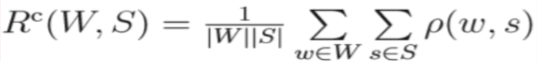 R^c(W, S) = \frac{1}{|W||S|} \sum_{w \in W} \sum_{s \in S} \rho(w, s)